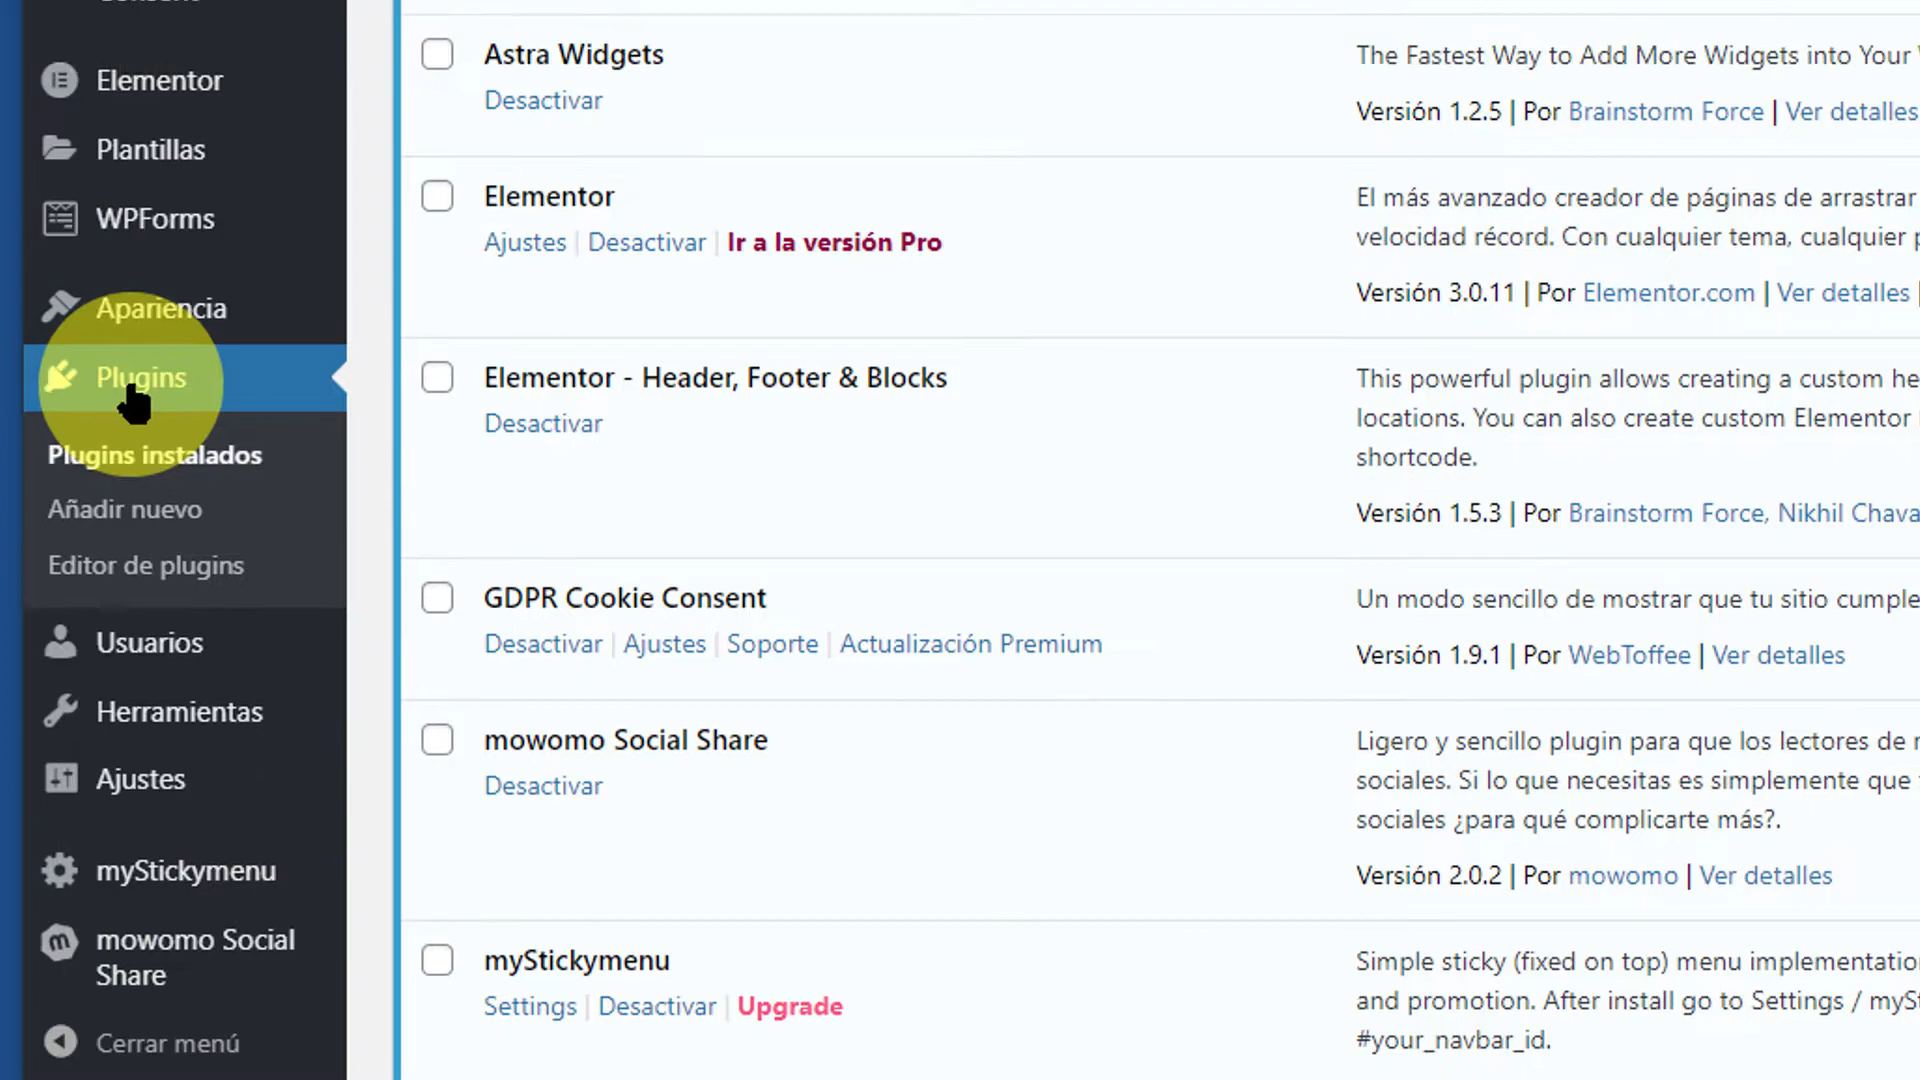 Elementor
Plantillas
WPForms
Apariencia
Plugins
Plugins instalados
Añadir nuevo
Editor de plugins
Usuarios
Herramientas
Ajustes
myStickymenu
mowomo Social
Share
Cerrar menú
Astra Widgets
Desactivar
The Fastest Way to Add More Widgets into Your
Versión 1.2.5 | Por Brainstorm Force | Ver detalles
Elementor
Ajustes | Desactivar | Ir a la versión Pro
El más avanzado creador de páginas de arrastrar
velocidad récord. Con cualquier tema, cualquier
Versión 3.0.11 | Por Elementor.com | Ver detalles |
Elementor - Header, Footer & Blocks
Desactivar
This powerful plugin allows creating a custom he
locations. You can also create custom Elementor
shortcode.
Versión 1.5.3 | Por Brainstorm Force, Nikhil Chava
GDPR Cookie Consent
Desactivar | Ajustes | Soporte | Actualización Premium
Un modo sencillo de mostrar que tu sitio cumple
Versión 1.9.1 | Por WebToffee | Ver detalles
mowomo Social Share
Desactivar
Ligero y sencillo plugin para que los lectores de
sociales. Si lo que necesitas es simplemente que
sociales ¿para qué complicarte más?.
Versión 2.0.2 | Por mowomo | Ver detalles
myStickymenu
Settings | Desactivar | Upgrade
Simple sticky (fixed on top) menu implementatio
and promotion. After install go to Settings / mySt
#your_navbar_id.